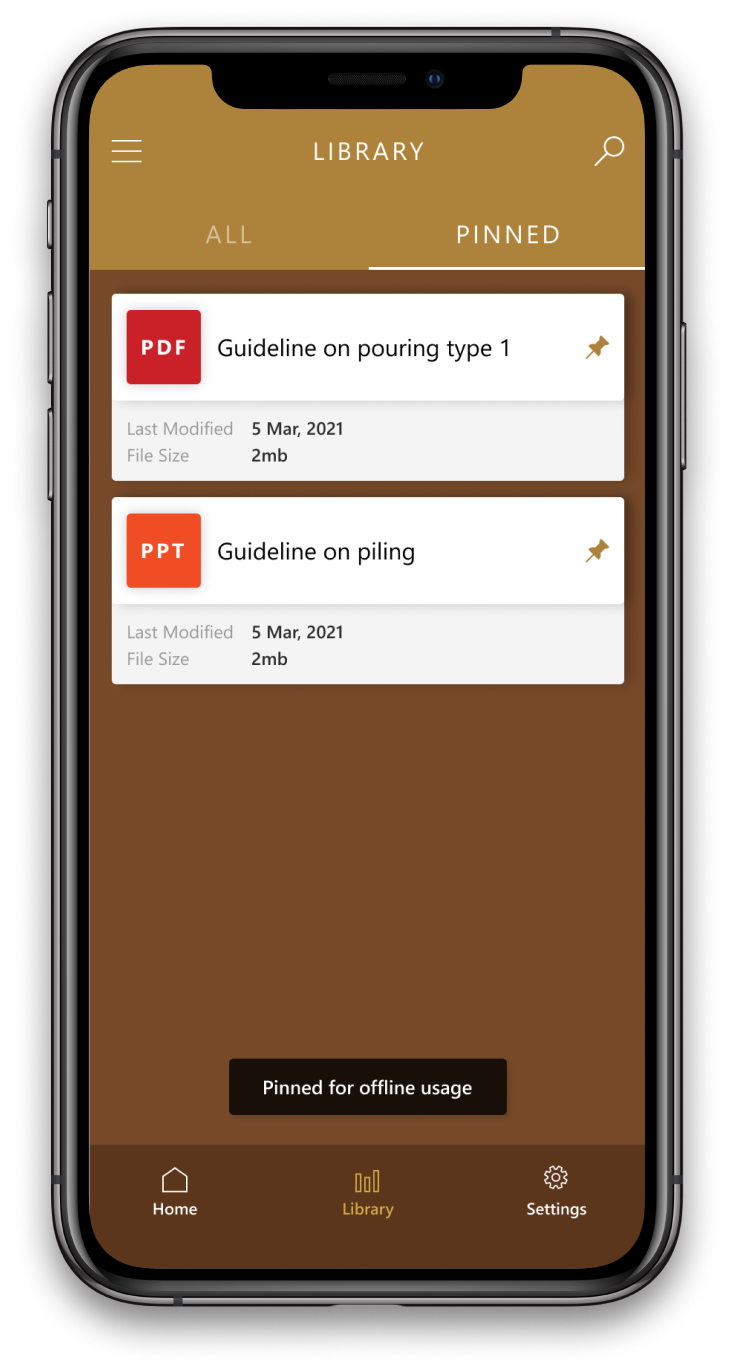 LIBRARY
ALL PINNED
PDF Guideline on pouring type 1
Last Modified 5 Mar, 2021
File Size 2mb
PPT Guideline on piling
Last Modified 5 Mar, 2021
File Size 2mb
Pinned for offline usage
Home Library Settings